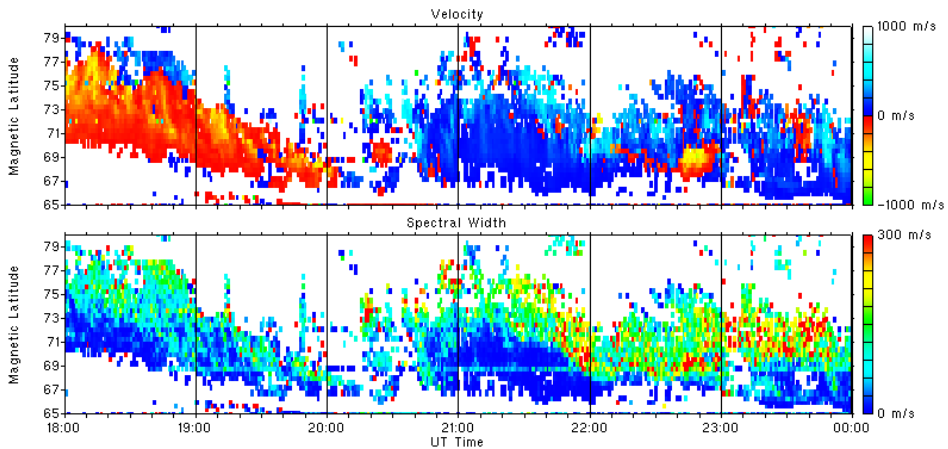 Velocity
79
77
75
73
71
69
67
65
Magnetic Latitude
1000 m/s
0 m/s
-1000 m/s
Spectral Width
79
77
75
73
71
69
67
65
Magnetic Latitude
300 m/s
0 m/s
18:00 19:00 20:00 21:00 22:00 23:00 00:00
UT Time